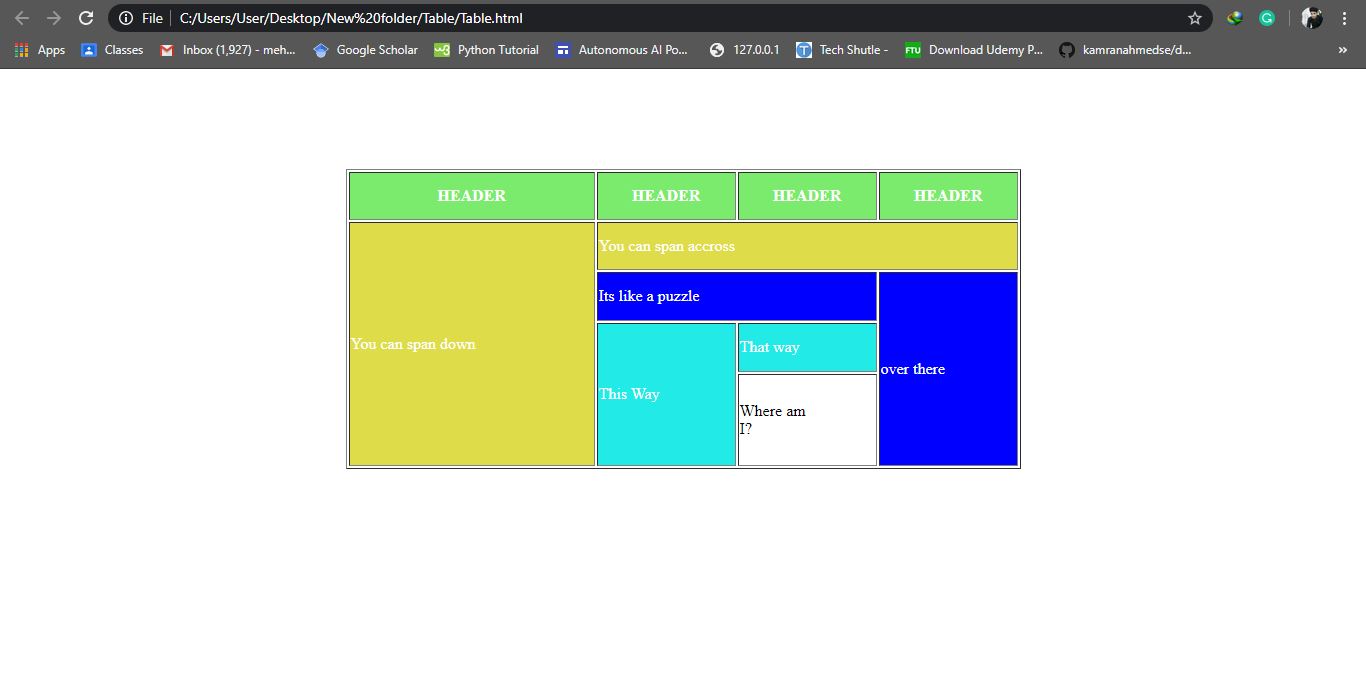 File C:/Users/User/Desktop/New%20folder/Table/Table.html
Apps Classes Inbox (1,927) - meh... Google Scholar Python Tutorial Autonomous AI Po... 127.0.0.1 Tech Shutle - FTU Download Udemy P... kamranahmedse/d... »
HEADER HEADER HEADER HEADER
You can span accross
Its like a puzzle
You can span down
That way
over there
This Way
Where am
I?